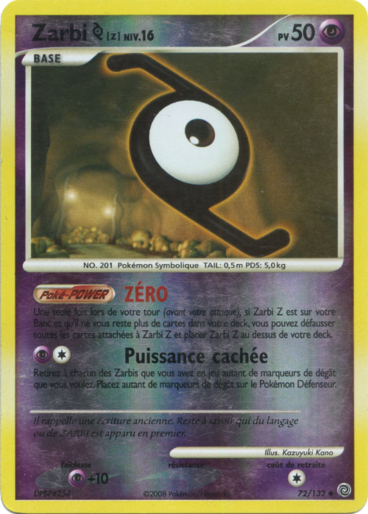 Zarbi [Z] NIV.16 PV 50
BASE
NO. 201 Pokémon Symbolique TAIL: 0,5m PDS: 5,0kg
Poké-POWER ZÉRO
Une seule fois lors de votre tour (avant votre attaque), si Zarbi Z est sur votre
Banc et qu'il ne vous reste plus de cartes dans votre deck, vous pouvez défausser
toutes les cartes attachées à Zarbi Z et placer Zarbi Z au dessus de votre deck.
Puissance cachée
Retirez à chacun des Zarbis que vous avez en jeu autant de marqueurs de dégât
que vous voulez. Placez autant de marqueurs de dégât sur le Pokémon Défenseur.
Il rappelle une écriture ancienne. Reste à savoir qui du langage
ou de ZARBI est apparu en premier.
Illus. Kazuyuki Kano
faiblesse résistance coût de retraite
+10
©2008 Pokémon
72/132